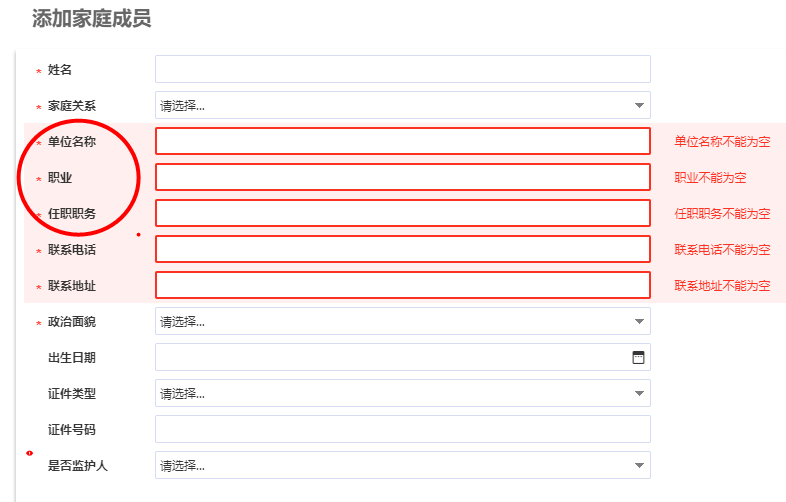 添加家庭成员
* 姓名
* 家庭关系 请选择...
* 单位名称 单位名称不能为空
* 职业 职业不能为空
* 任职职务 任职职务不能为空
* 联系电话 联系电话不能为空
* 联系地址 联系地址不能为空
* 政治面貌 请选择...
出生日期
证件类型 请选择...
证件号码
是否监护人 请选择...